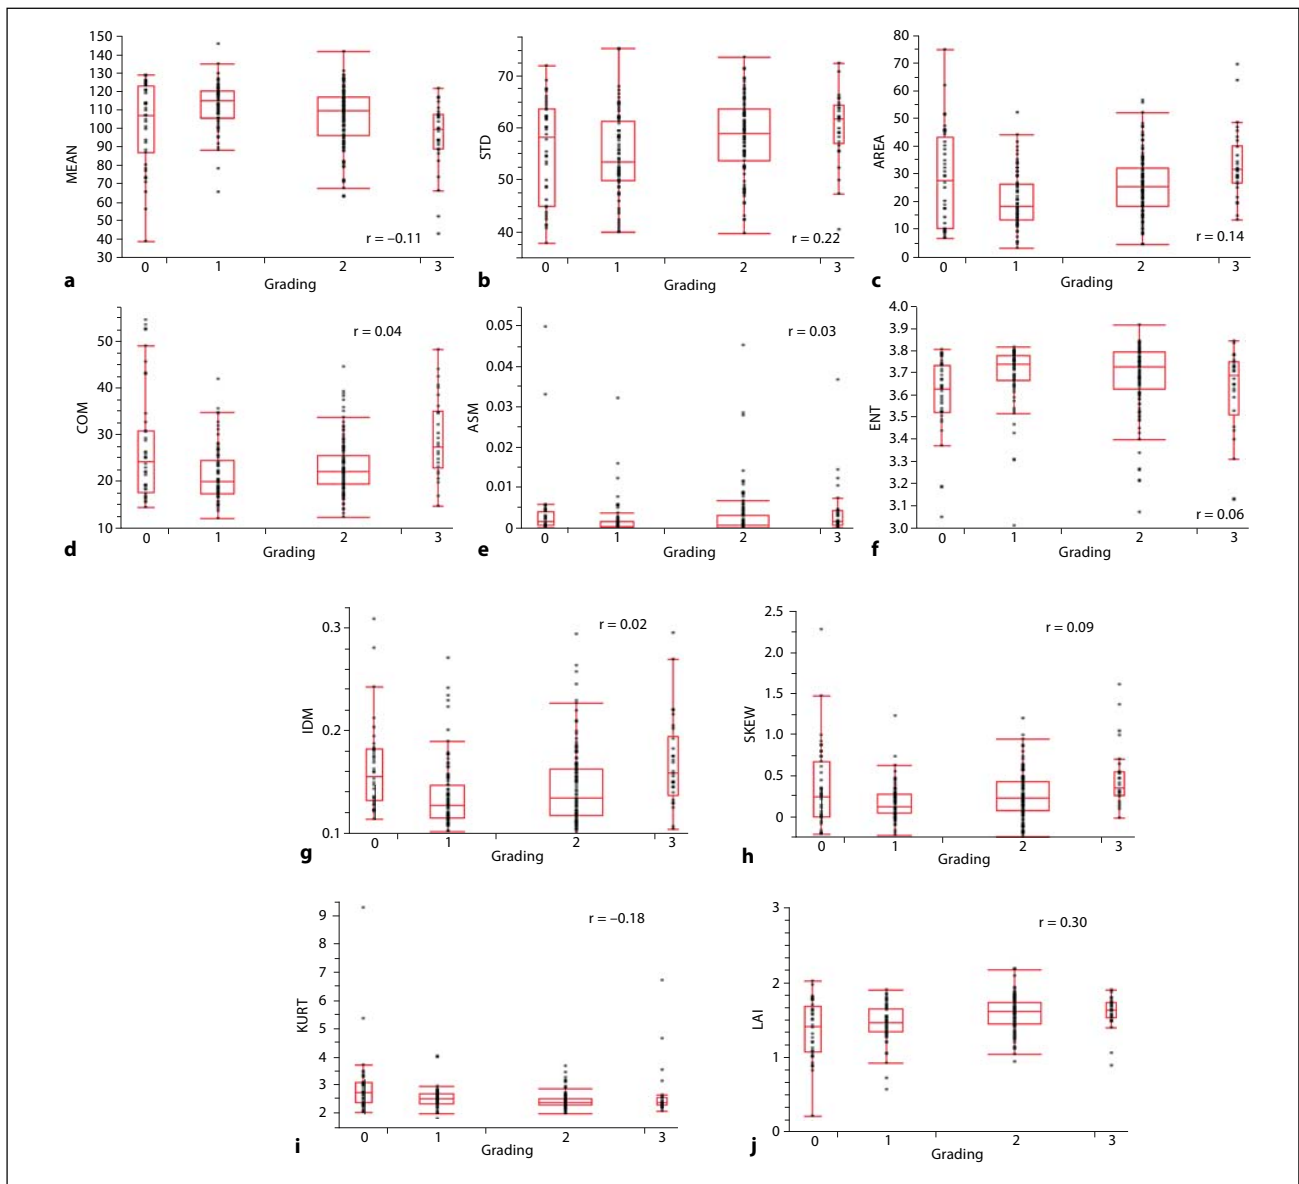 150
140
130
120
110
100
90
80
70
60
50
40
30
MEAN
r = –0.11
0 1 2 3
Grading
a
70
60
50
40
STD
r = 0.22
0 1 2 3
Grading
b
80
70
60
50
40
30
20
10
0
AREA
r = 0.14
0 1 2 3
Grading
c
50
40
30
20
10
COM
r = 0.04
0 1 2 3
Grading
d
0.05
0.04
0.03
0.02
0.01
0
ASM
r = 0.03
0 1 2 3
Grading
e
4.0
3.9
3.8
3.7
3.6
3.5
3.4
3.3
3.2
3.1
3.0
ENT
r = 0.06
0 1 2 3
Grading
f
0.3
0.2
0.1
IDM
r = 0.02
0 1 2 3
Grading
g
2.5
2.0
1.5
1.0
0.5
0
SKEW
r = 0.09
0 1 2 3
Grading
h
9
8
7
6
5
4
3
2
KURT
r = –0.18
0 1 2 3
Grading
i
3
2
1
0
LAI
r = 0.30
0 1 2 3
Grading
j